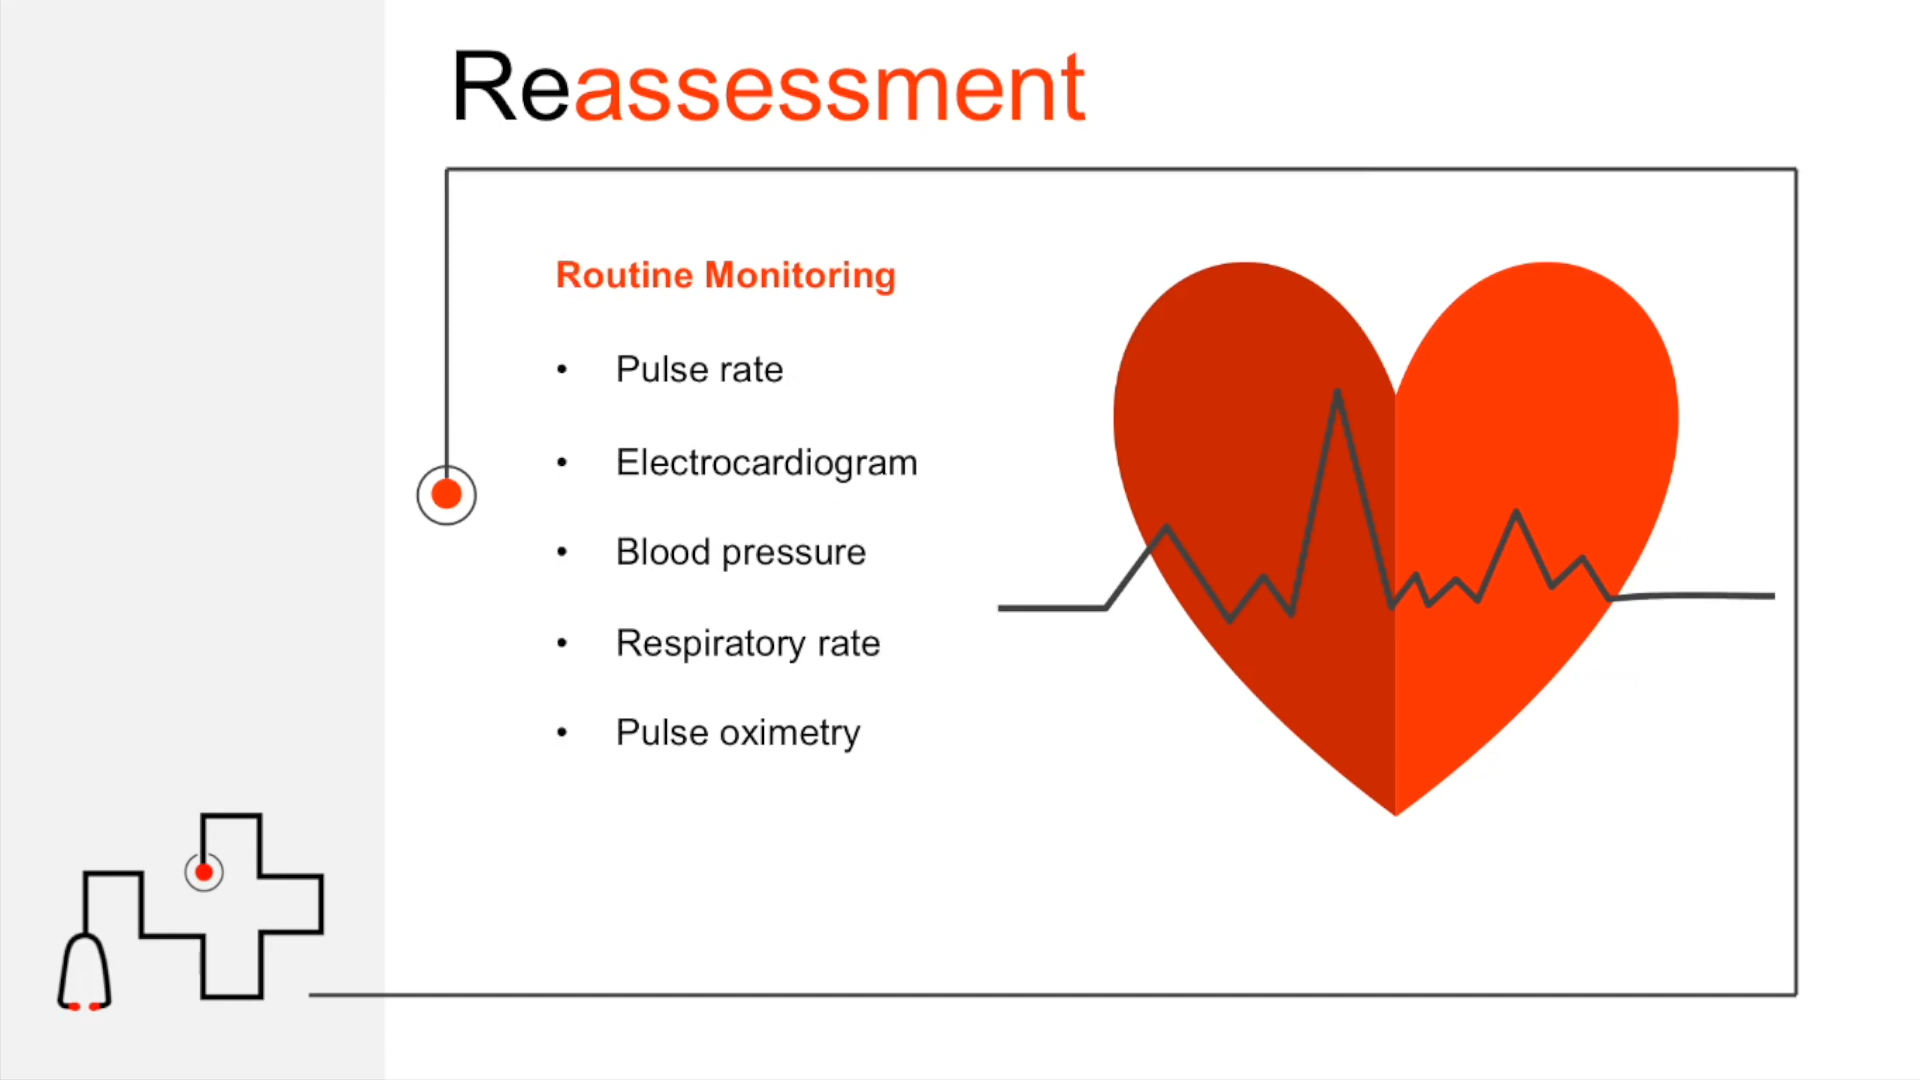 Reassessment
Routine Monitoring
• Pulse rate
• Electrocardiogram
• Blood pressure
• Respiratory rate
• Pulse oximetry